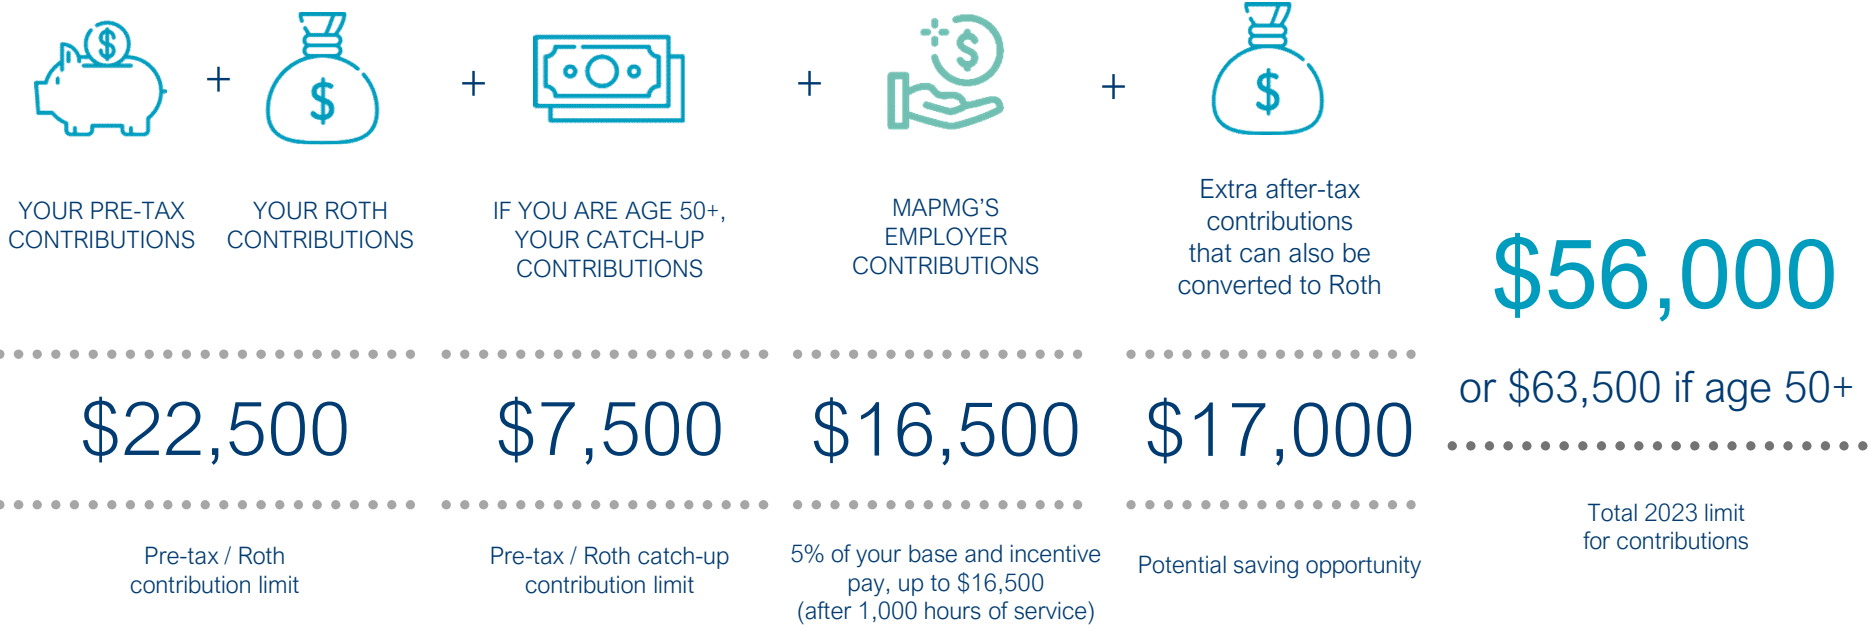 $
+
$
+
+
$
+
$
YOUR PRE-TAX
CONTRIBUTIONS
YOUR ROTH
CONTRIBUTIONS
IF YOU ARE AGE 50+,
YOUR CATCH-UP
CONTRIBUTIONS
MAPMG'S
EMPLOYER
CONTRIBUTIONS
Extra after-tax
contributions
that can also be
converted to Roth
$22,500
$7,500
$16,500
$17,000
$56,000
or $63,500 if age 50+
Pre-tax / Roth
contribution limit
Pre-tax / Roth catch-up
contribution limit
5% of your base and incentive
pay, up to $16,500
(after 1,000 hours of service)
Potential saving opportunity
Total 2023 limit
for contributions